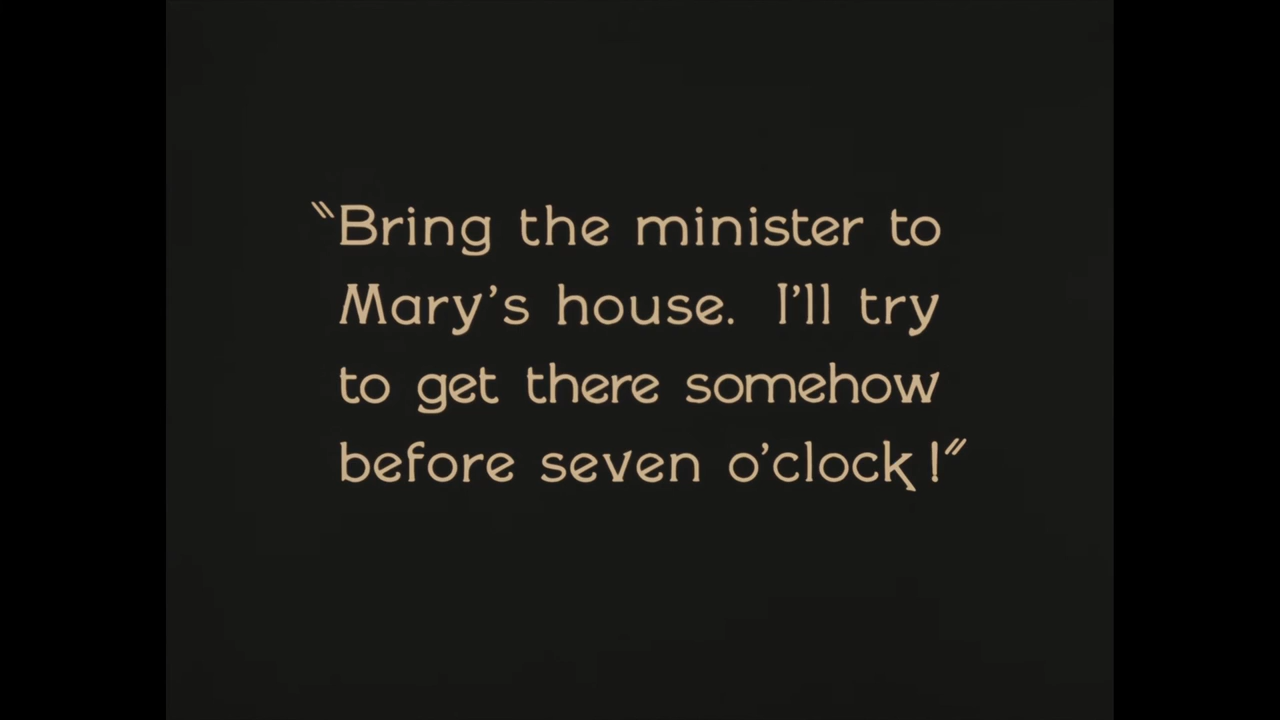 "Bring the minister to
Mary's house. I'll try
to get there somehow
before seven o'clock!"